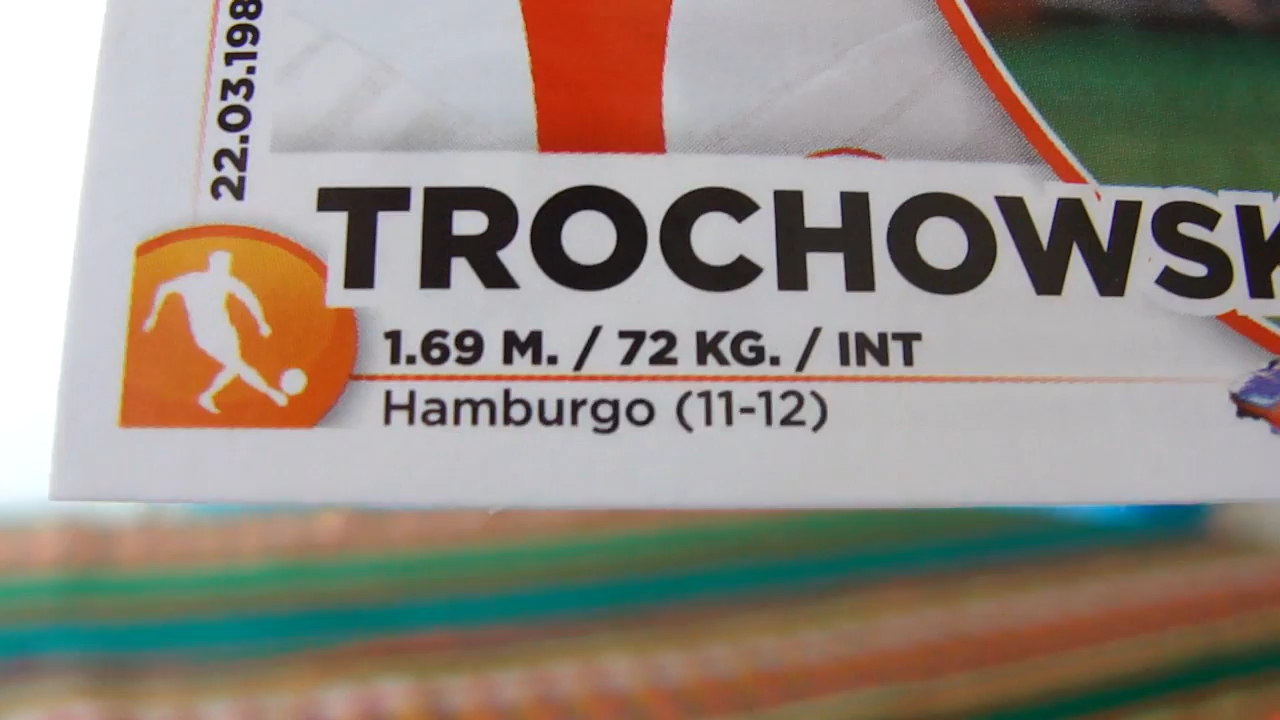 22.03.198
TROCHOWSK
1.69 M. / 72 KG. / INT
Hamburgo (11-12)